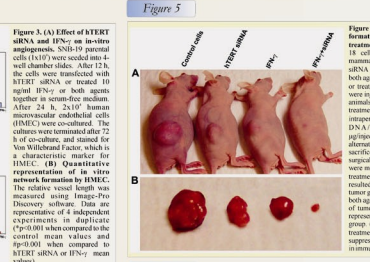 Figure 5
Figure 3. (A) Effect of hTERT
siRNA and IFN-γ on in-vitro
angiogenesis. SNB-19 parental
cells (1x10⁵) were seeded into 4-
well chamber slides. After 12 h,
the cells were transfected with
hTERT siRNA or treated 10
ng/ml IFN-γ or both agents
together in serum-free medium.
After 24 h, 2x10⁴ human
microvascular endothelial cells
(HMEC) were co-cultured. The
cultures were terminated after 72
h of co-culture, and stained for
Von Willebrand Factor, which is
a characteristic marker for
HMEC. (B) Quantitative
representation of in vitro
network formation by HMEC.
The relative vessel length was
measured using Image-Pro
Discovery software. Data are
representative of 4 independent
experiments in duplicate
(*p<0.001 when compared to the
control mean values and
#p<0.001 when compared to
hTERT siRNA or IFN-γ mean
values)
Control cells
hTERT siRNA
IFN-γ
IFN-γ+siRNA
A
B
Figure
format
treatme
18 cel
mamma
siRNA
both ag
or treat
were inj
animals
treatme
intraper
DNA/
μg/injec
alternat
sacrific
surgical
were m
treatme
resulted
tumor g
both ag
of tumo
represe
group
treatme
suppres
in immu